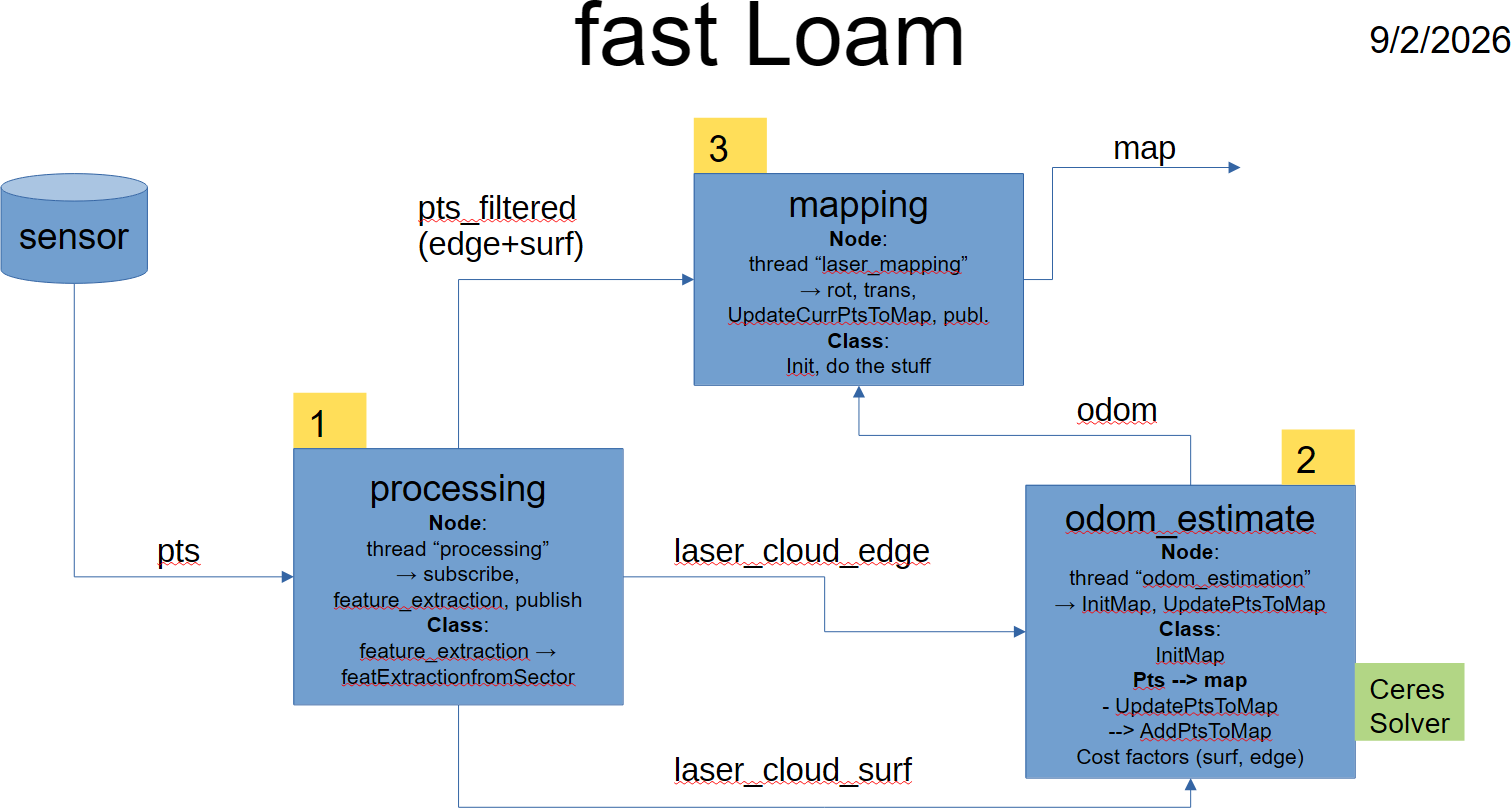 fast Loam
9/2/2026
sensor
pts
1
processing
Node:
thread “processing”
→ subscribe,
feature_extraction, publish
Class:
feature_extraction →
featExtractionfromSector
pts_filtered
(edge+surf)
3
mapping
Node:
thread “laser_mapping”
→ rot, trans,
UpdateCurrPtsToMap, publ.
Class:
Init, do the stuff
map
odom
laser_cloud_edge
laser_cloud_surf
2
odom_estimate
Node:
thread “odom_estimation”
→ InitMap, UpdatePtsToMap
Class:
InitMap
Pts --> map
- UpdatePtsToMap
--> AddPtsToMap
Cost factors (surf, edge)
Ceres
Solver